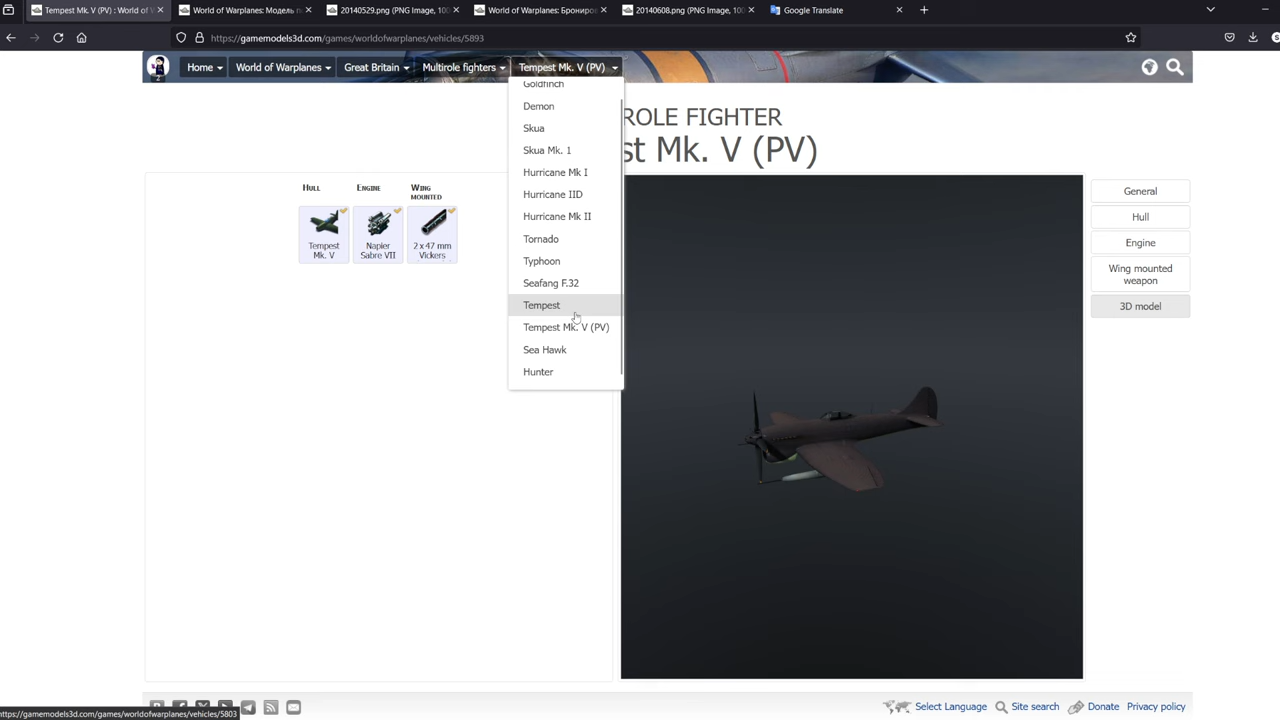 Tempest Mk. V (PV) : World of W
World of Warplanes: Модель п
20140529.png (PNG Image, 100
World of Warplanes: Брониро
20140608.png (PNG Image, 100
Google Translate
https://gamemodels3d.com/games/worldofwarplanes/vehicles/5893
2
Home
World of Warplanes
Great Britain
Multirole fighters
Tempest Mk. V (PV)
ROLE FIGHTER
st Mk. V (PV)
Goldfinch
Demon
Skua
Skua Mk. 1
Hurricane Mk I
Hurricane IID
Hurricane Mk II
Tornado
Typhoon
Seafang F.32
Tempest
Tempest Mk. V (PV)
Sea Hawk
Hunter
HULL
ENGINE
WING
MOUNTED
Tempest
Mk. V
Napier
Sabre VII
2 x 47 mm
Vickers
General
Hull
Engine
Wing mounted
weapon
3D model
Select Language
Site search
Donate
Privacy policy
https://gamemodels3d.com/games/worldofwarplanes/vehicles/5803